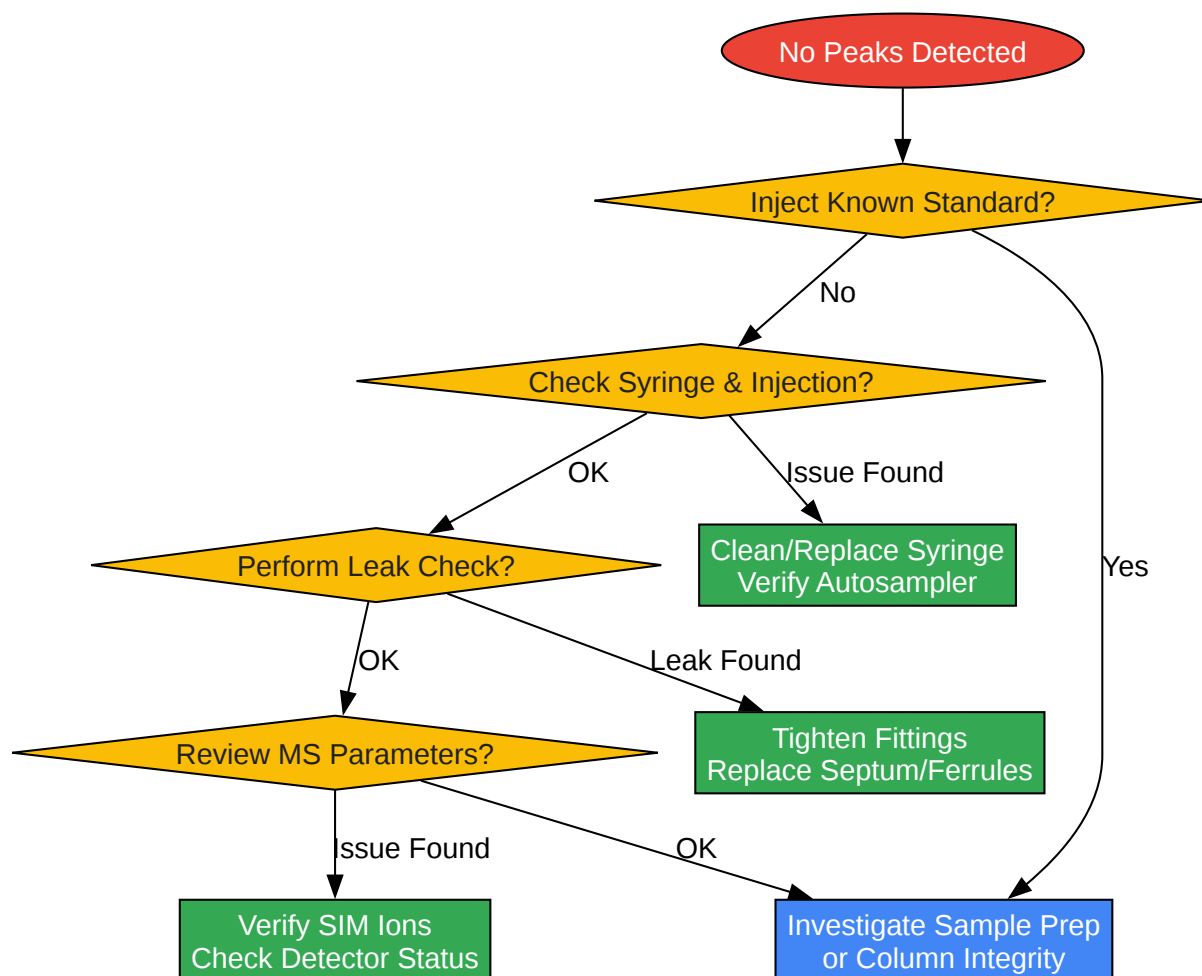 No Peaks Detected
Inject Known Standard?
No
Check Syringe & Injection?
OK
Issue Found
Perform Leak Check?
Clean/Replace Syringe
Verify Autosampler
Yes
OK
Leak Found
Review MS Parameters?
Tighten Fittings
Replace Septum/Ferrules
Issue Found
OK
Verify SIM Ions
Check Detector Status
Investigate Sample Prep
or Column Integrity